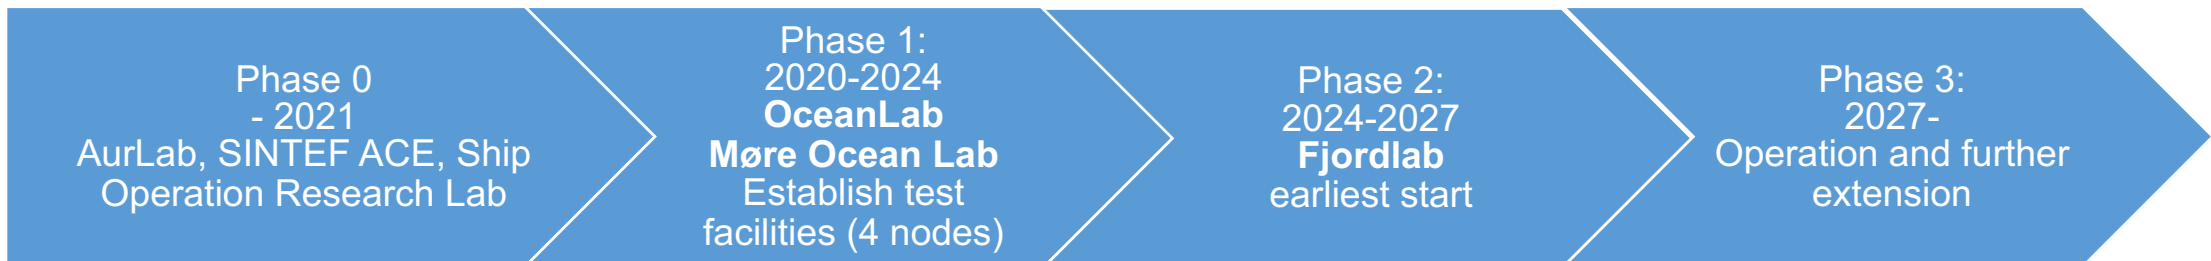 Phase 0
- 2021
AurLab, SINTEF ACE, Ship
Operation Research Lab
Phase 1:
2020-2024
OceanLab
Møre Ocean Lab
Establish test
facilities (4 nodes)
Phase 2:
2024-2027
Fjordlab
earliest start
Phase 3:
2027-
Operation and further
extension